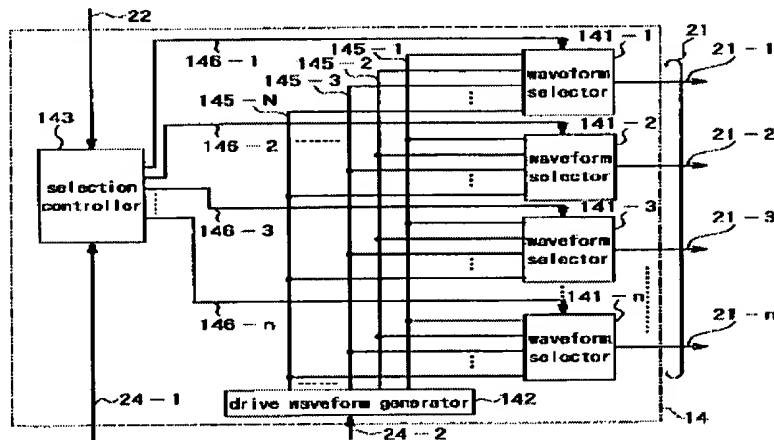 22
146-1
145-1
145-2
145-3
145-N
141-1
21
21-1
waveform
selector
143
146-2
141-2
21-2
waveform
selector
selection
controller
146-3
141-3
21-3
waveform
selector
146-n
141-n
21-n
waveform
selector
24-1
drive waveform generator
142
24-2
14